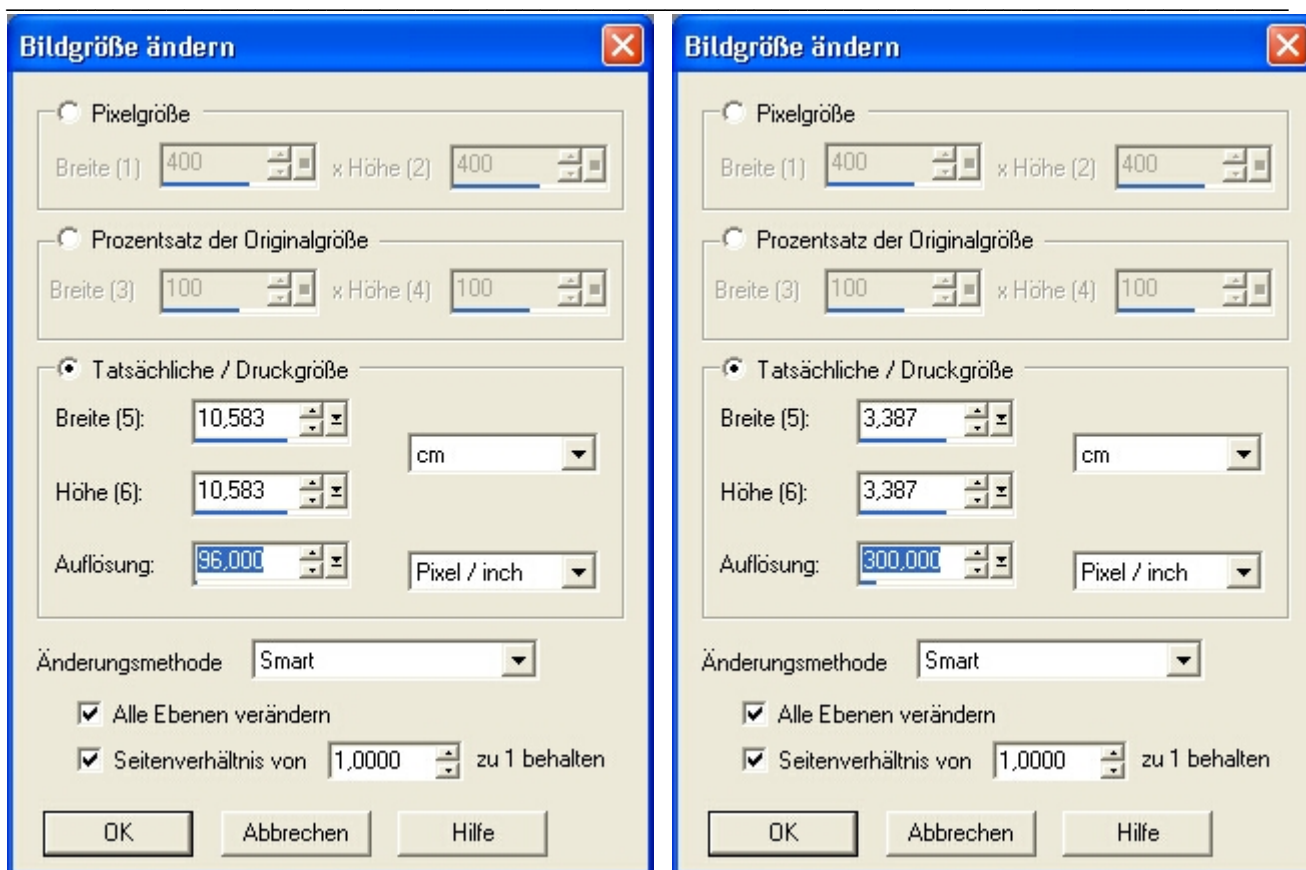 Bildgröße ändern
Pixelgröße
Breite (1) 400 x Höhe (2) 400
Prozentsatz der Originalgröße
Breite (3) 100 x Höhe (4) 100
Tatsächliche / Druckgröße
Breite (5): 10,583
cm
Höhe (6): 10,583
Auflösung: 96,000 Pixel / inch
Änderungsmethode Smart
Alle Ebenen verändern
Seitenverhältnis von 1,0000 zu 1 behalten
OK Abbrechen Hilfe
Bildgröße ändern
Pixelgröße
Breite (1) 400 x Höhe (2) 400
Prozentsatz der Originalgröße
Breite (3) 100 x Höhe (4) 100
Tatsächliche / Druckgröße
Breite (5): 3,387
cm
Höhe (6): 3,387
Auflösung: 300,000 Pixel / inch
Änderungsmethode Smart
Alle Ebenen verändern
Seitenverhältnis von 1,0000 zu 1 behalten
OK Abbrechen Hilfe